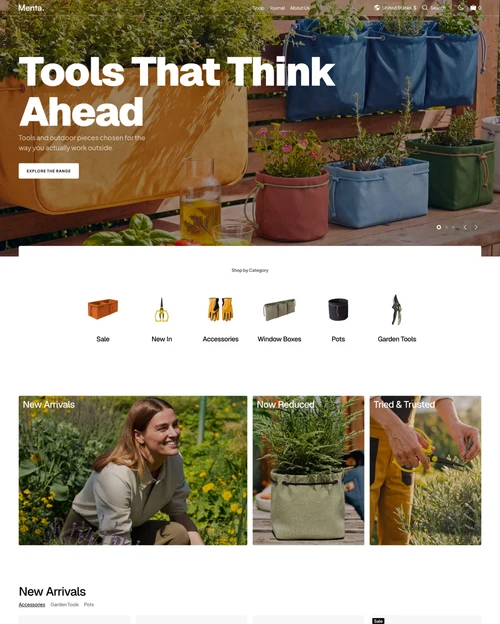 Menta.
Shop Journal About Us
United States $ Search 0
Tools That Think
Ahead
Tools and outdoor pieces chosen for the
way you actually work outside.
EXPLORE THE RANGE
Shop by Category
Sale New In Accessories Window Boxes Pots Garden Tools
New Arrivals Now Reduced Tried & Trusted
New Arrivals
Accessories Garden Tools Pots
Sale